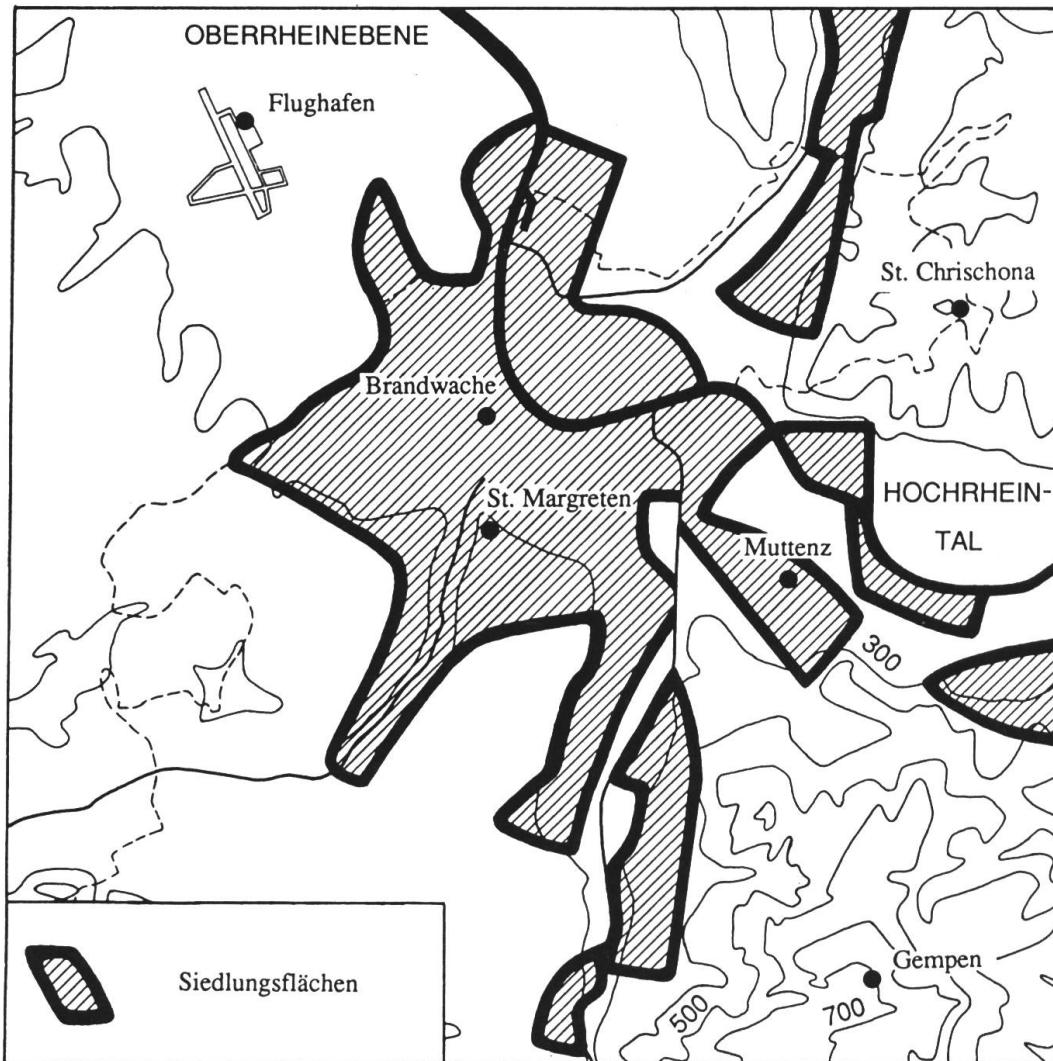 OBERRHEINEBENE
Flughafen
St. Chrischona
Brandwache
St. Margreten
HOCHRHEIN-
TAL
Muttenz
300
Gempen
500
700
Siedlungsflächen